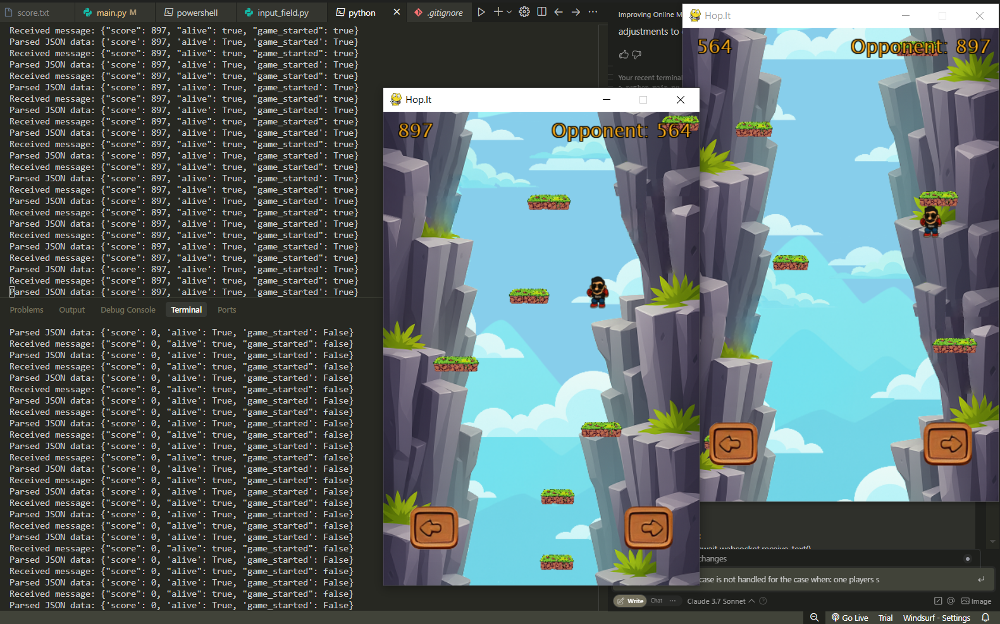 score.txt
main.py M
powershell
input_field.py
python
.gitignore
Received message: {"score": 897, "alive": true, "game_started": true}
Parsed JSON data: {'score': 897, 'alive': True, 'game_started': True}
Received message: {"score": 897, "alive": true, "game_started": true}
Parsed JSON data: {'score': 897, 'alive': True, 'game_started': True}
Received message: {"score": 897, "alive": true, "game_started": true}
Parsed JSON data: {'score': 897, 'alive': True, 'game_started': True}
Received message: {"score": 897, "alive": true, "game_started": true}
Parsed JSON data: {'score': 897, 'alive': True, 'game_started': True}
Received message: {"score": 897, "alive": true, "game_started": true}
Parsed JSON data: {'score': 897, 'alive': True, 'game_started': True}
Received message: {"score": 897, "alive": true, "game_started": true}
Parsed JSON data: {'score': 897, 'alive': True, 'game_started': True}
Received message: {"score": 897, "alive": true, "game_started": true}
Parsed JSON data: {'score': 897, 'alive': True, 'game_started': True}
Received message: {"score": 897, "alive": true, "game_started": true}
Parsed JSON data: {'score': 897, 'alive': True, 'game_started': True}
Received message: {"score": 897, "alive": true, "game_started": true}
Parsed JSON data: {'score': 897, 'alive': True, 'game_started': True}
Received message: {"score": 897, "alive": true, "game_started": true}
Parsed JSON data: {'score': 897, 'alive': True, 'game_started': True}
Received message: {"score": 897, "alive": true, "game_started": true}
Parsed JSON data: {'score': 897, 'alive': True, 'game_started': True}
Received message: {"score": 897, "alive": true, "game_started": true}
Parsed JSON data: {'score': 897, 'alive': True, 'game_started': True}
Problems
Output
Debug Console
Terminal
Ports
Parsed JSON data: {'score': 0, 'alive': True, 'game_started': False}
Received message: {"score": 0, "alive": true, "game_started": false}
Parsed JSON data: {'score': 0, 'alive': True, 'game_started': False}
Received message: {"score": 0, "alive": true, "game_started": false}
Parsed JSON data: {'score': 0, 'alive': True, 'game_started': False}
Received message: {"score": 0, "alive": true, "game_started": false}
Parsed JSON data: {'score': 0, 'alive': True, 'game_started': False}
Received message: {"score": 0, "alive": true, "game_started": false}
Parsed JSON data: {'score': 0, 'alive': True, 'game_started': False}
Received message: {"score": 0, "alive": true, "game_started": false}
Parsed JSON data: {'score': 0, 'alive': True, 'game_started': False}
Received message: {"score": 0, "alive": true, "game_started": false}
Parsed JSON data: {'score': 0, 'alive': True, 'game_started': False}
Received message: {"score": 0, "alive": true, "game_started": false}
Parsed JSON data: {'score': 0, 'alive': True, 'game_started': False}
Received message: {"score": 0, "alive": true, "game_started": false}
Parsed JSON data: {'score': 0, 'alive': True, 'game_started': False}
Received message: {"score": 0, "alive": true, "game_started": false}
Parsed JSON data: {'score': 0, 'alive': True, 'game_started': False}
Received message: {"score": 0, "alive": true, "game_started": false}
Parsed JSON data: {'score': 0, 'alive': True, 'game_started': False}
Received message: {"score": 0, "alive": true, "game_started": false}
Parsed JSON data: {'score': 0, 'alive': True, 'game_started': False}
Received message: {"score": 0, "alive": true, "game_started": false}
Parsed JSON data: {'score': 0, 'alive': True, 'game_started': False}
Hop.It
897
Opponent: 564
Improving Online M
adjustments to
Your recent terminal
Hop.It
564
Opponent: 897
:
await websocket.receive_text()
changes
case is not handled for the case when: one players s
Write
Chat
Claude 3.7 Sonnet
Image
Go Live
Trial
Windsurf - Settings